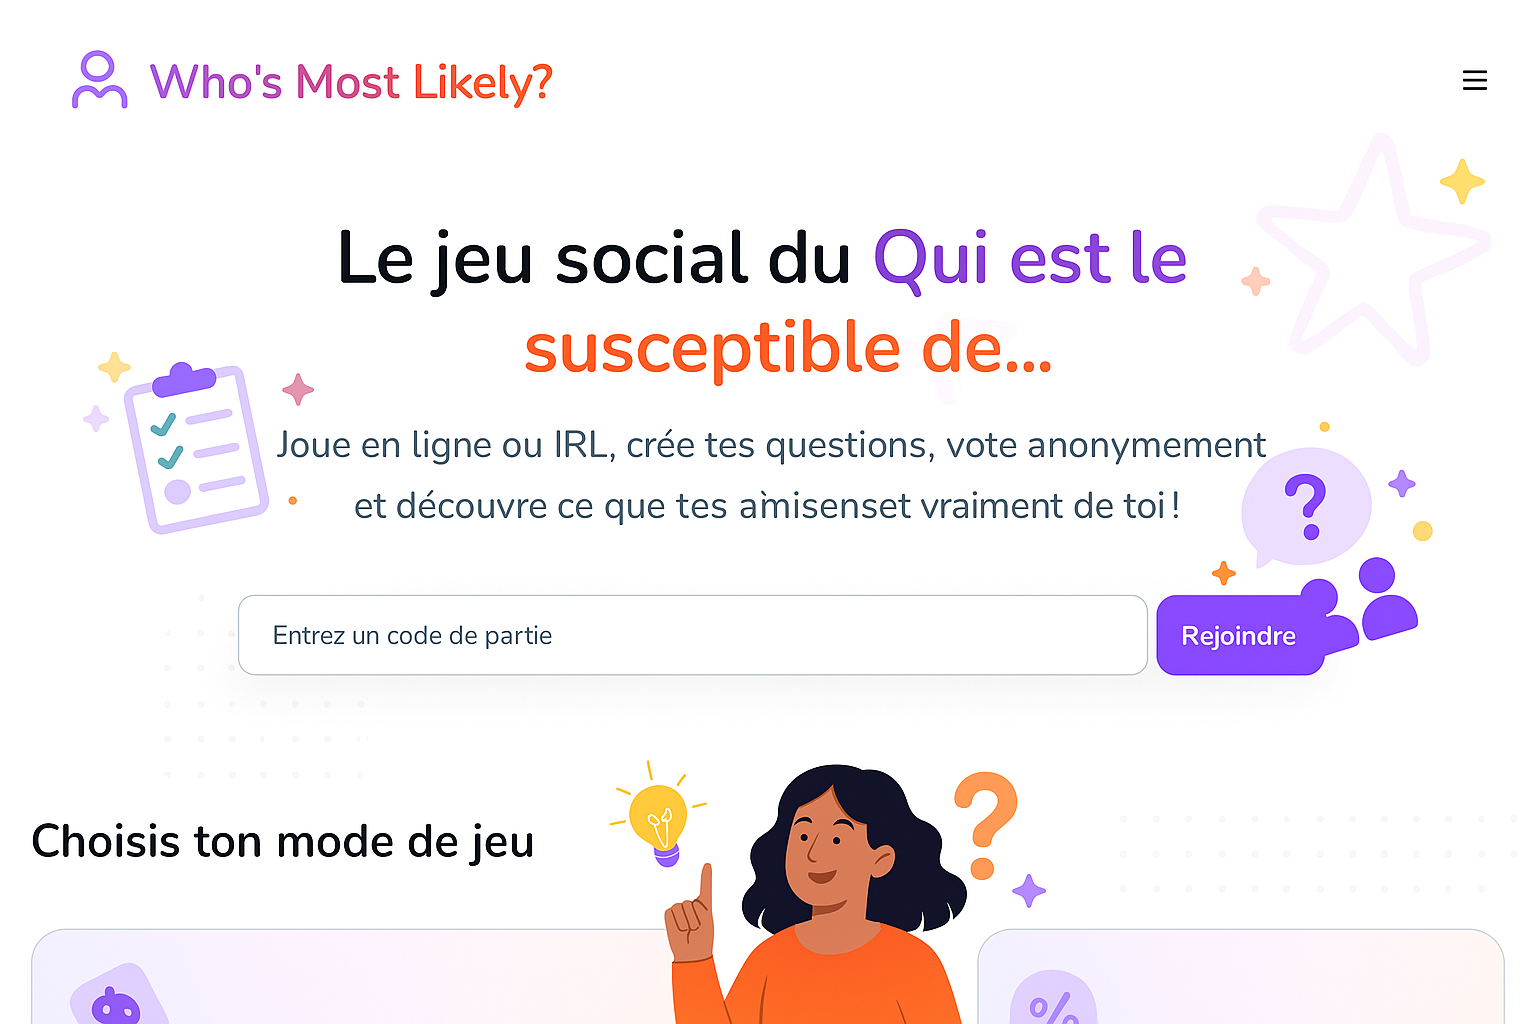 Who's Most Likely?
Le jeu social du Qui est le
susceptible de...
Joue en ligne ou IRL, crée tes questions, vote anonymement
et découvre ce que tes àmisenset vraiment de toi !
?
Entrez un code de partie
Rejoindre
?
Choisis ton mode de jeu
%